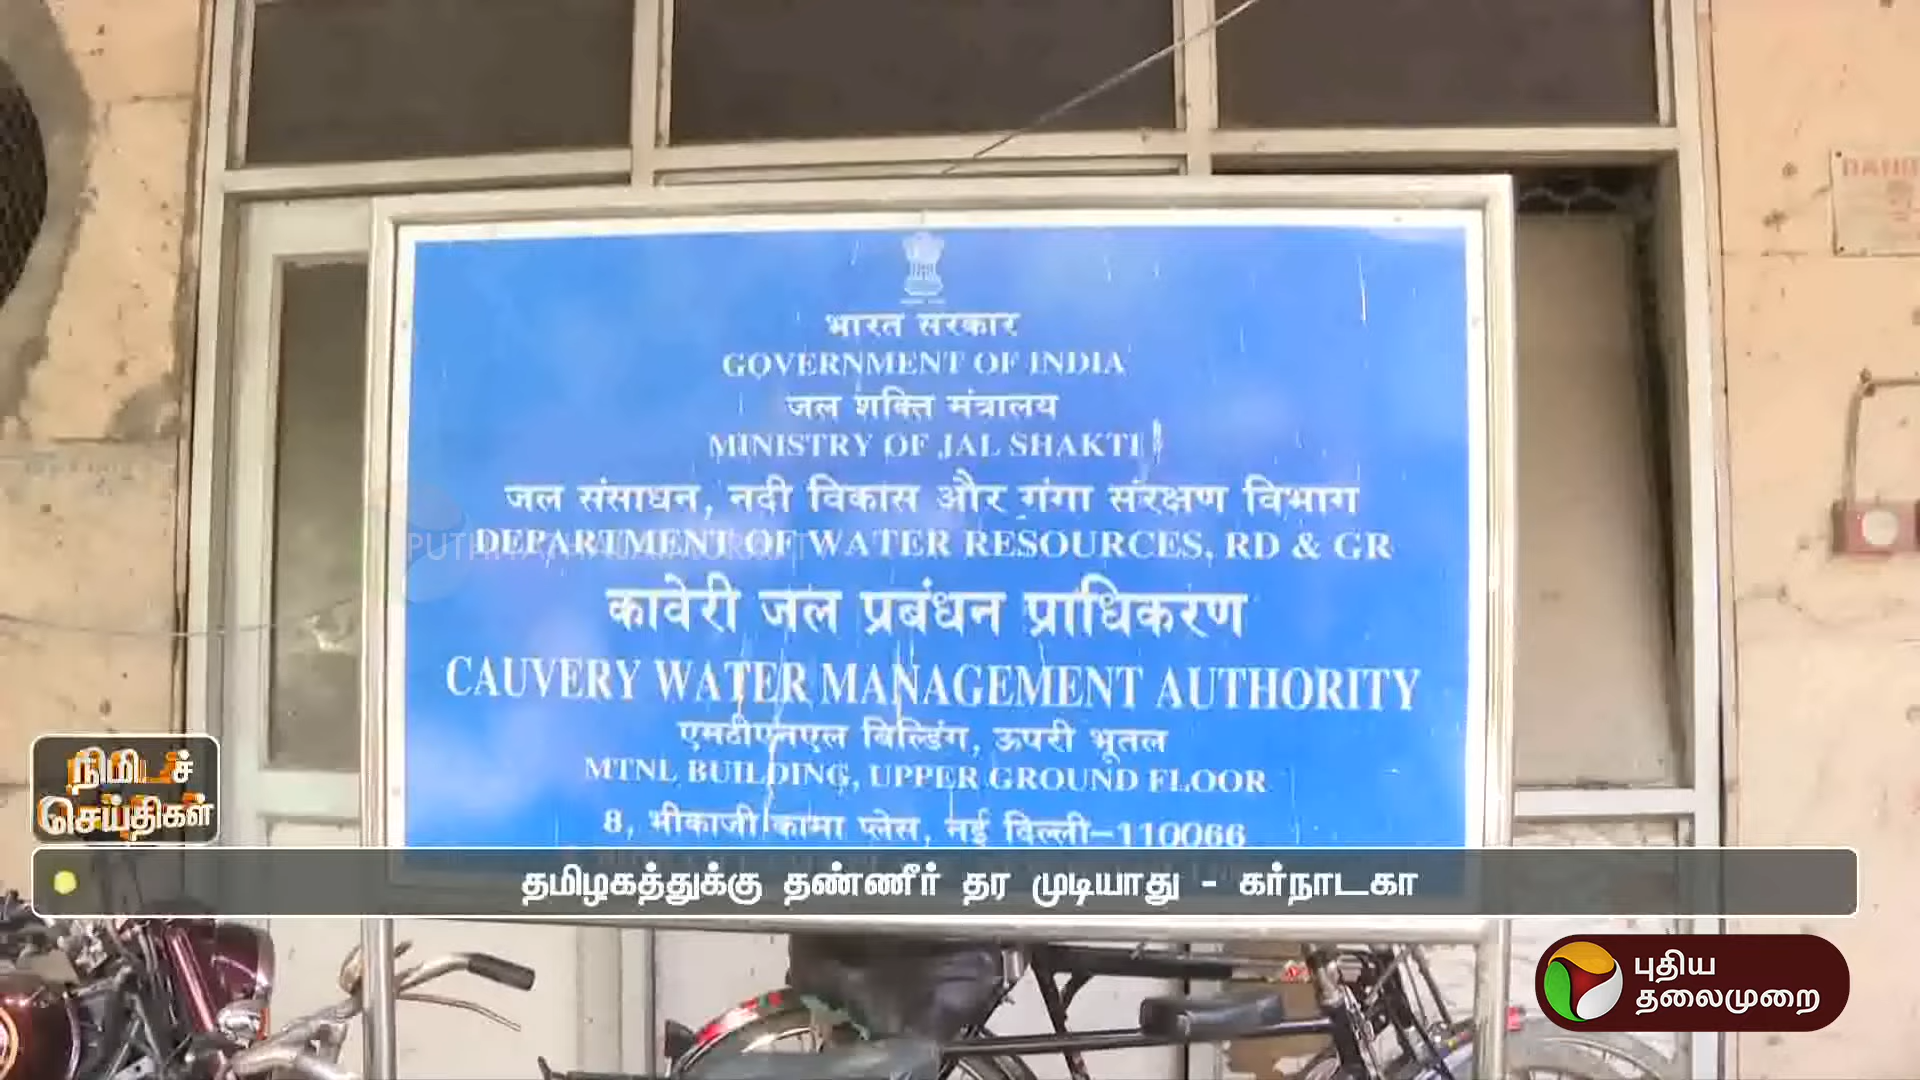 भारत सरकार
GOVERNMENT OF INDIA
जल शक्ति मंत्रालय
MINISTRY OF JAL SHAKTI
जल संसाधन, नदी विकास और गंगा संरक्षण विभाग
DEPARTMENT OF WATER RESOURCES, RD & GR
कावेरी जल प्रबंधन प्राधिकरण
CAUVERY WATER MANAGEMENT AUTHORITY
एमटीएनएल बिल्डिंग, ऊपरी भूतल
MTNL BUILDING, UPPER GROUND FLOOR
8, भीकाजी कामा प्लेस, नई दिल्ली-110066
நிமிடச்
செய்திகள்
தமிழகத்துக்கு தண்ணீர் தர முடியாது - கர்நாடகா
புதிய
தலைமுறை